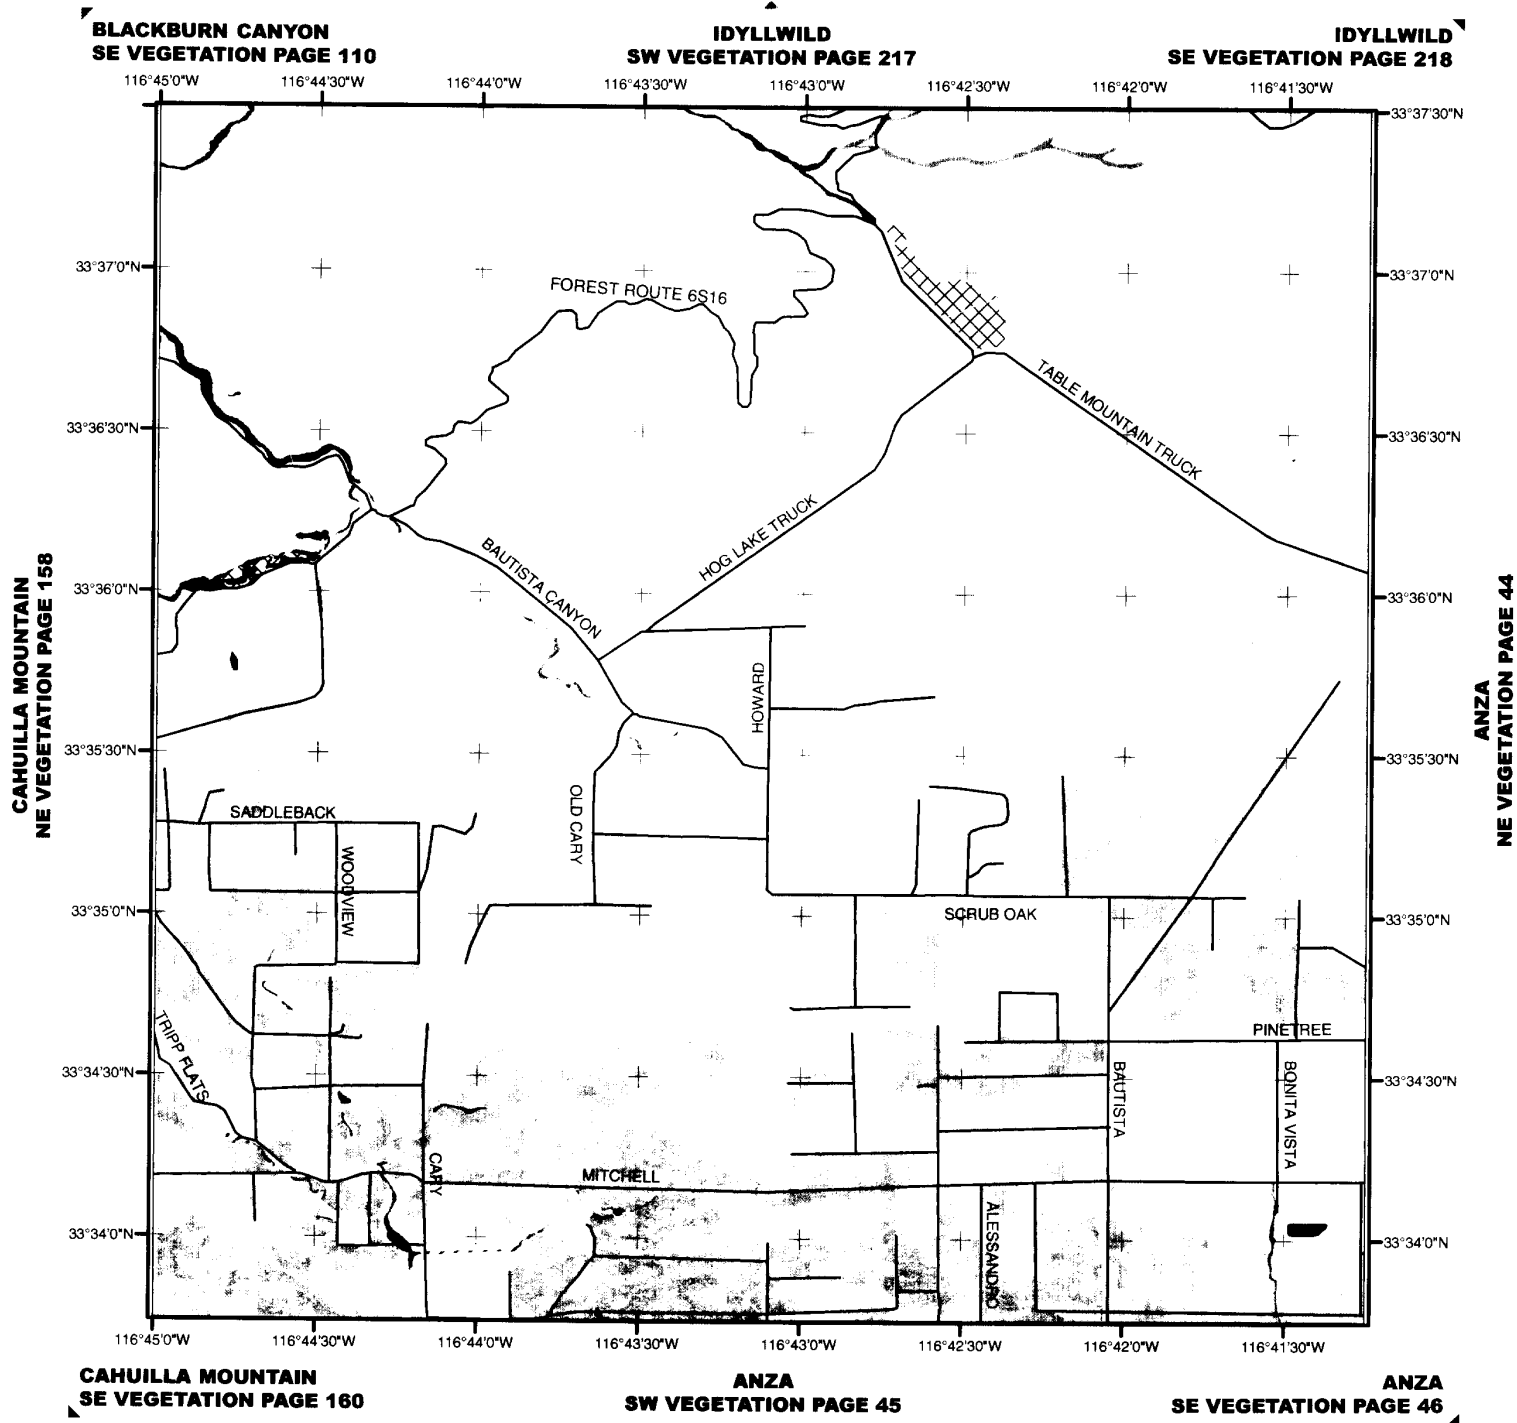 BLACKBURN CANYON
SE VEGETATION PAGE 110
IDYLLWILD
SW VEGETATION PAGE 217
IDYLLWILD
SE VEGETATION PAGE 218
116°45'0"W
116°44'30"W
116°44'0"W
116°43'30"W
116°43'0"W
116°42'30"W
116°42'0"W
116°41'30"W
33°37'30"N
33°37'0"N
33°37'0"N
FOREST ROUTE 6S16
TABLE MOUNTAIN TRUCK
33°36'30"N
33°36'30"N
HOG LAKE TRUCK
BAUTISTA CANYON
33°36'0"N
33°36'0"N
CAHUILLA MOUNTAIN
NE VEGETATION PAGE 158
ANZA
NE VEGETATION PAGE 44
HOWARD
33°35'30"N
33°35'30"N
OLD CARY
SADDLEBACK
WOODVIEW
33°35'0"N
33°35'0"N
SCRUB OAK
TRIPP FLATS
PINETREE
33°34'30"N
33°34'30"N
BAUTISTA
BONITA VISTA
CARY
MITCHELL
ALESSANDRO
33°34'0"N
33°34'0"N
116°45'0"W
116°44'30"W
116°44'0"W
116°43'30"W
116°43'0"W
116°42'30"W
116°42'0"W
116°41'30"W
CAHUILLA MOUNTAIN
SE VEGETATION PAGE 160
ANZA
SW VEGETATION PAGE 45
ANZA
SE VEGETATION PAGE 46